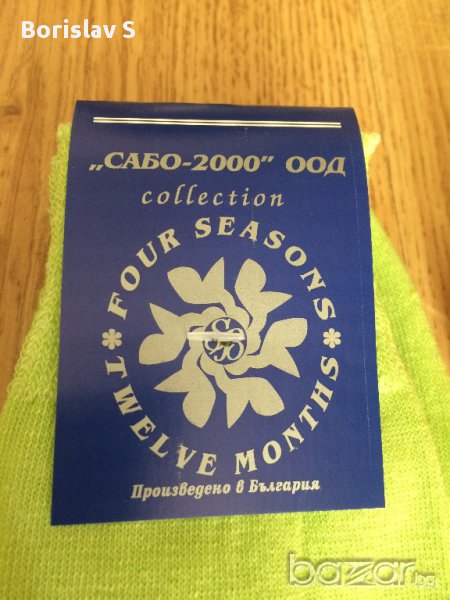 Borislav S
„САБО-2000” ООД
collection
FOUR SEASONS
* TWELVE MONTHS *
Произведено в България
bazar.bg